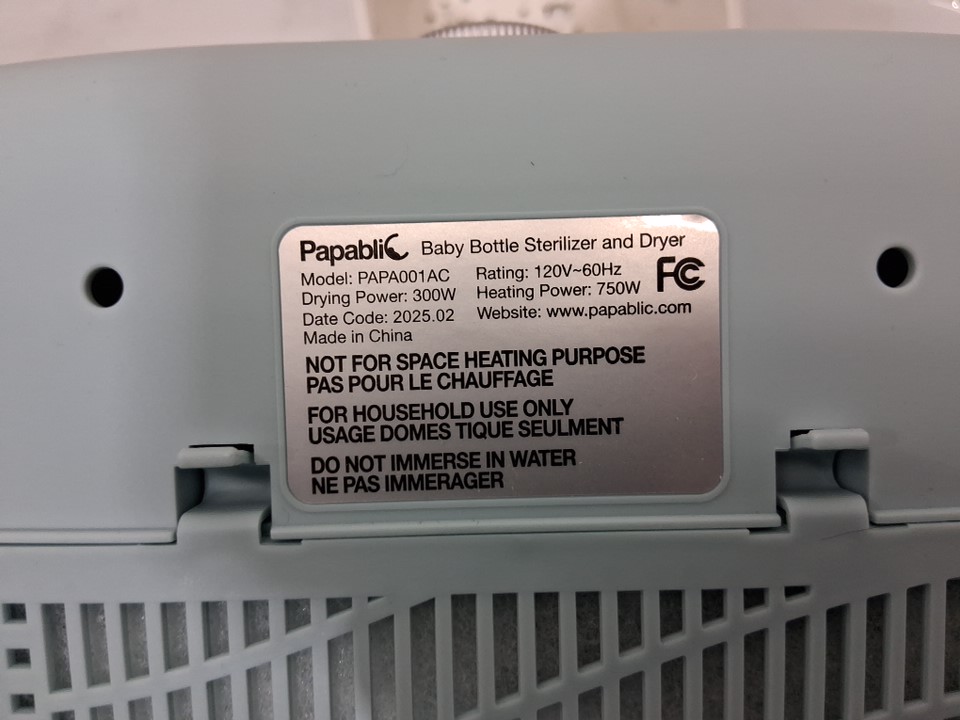 Papablic Baby Bottle Sterilizer and Dryer
Model: PAPA001AC Rating: 120V~60Hz FC
Drying Power: 300W Heating Power: 750W
Date Code: 2025.02 Website: www.papablic.com
Made in China
NOT FOR SPACE HEATING PURPOSE
PAS POUR LE CHAUFFAGE
FOR HOUSEHOLD USE ONLY
USAGE DOMES TIQUE SEULMENT
DO NOT IMMERSE IN WATER
NE PAS IMMERAGER